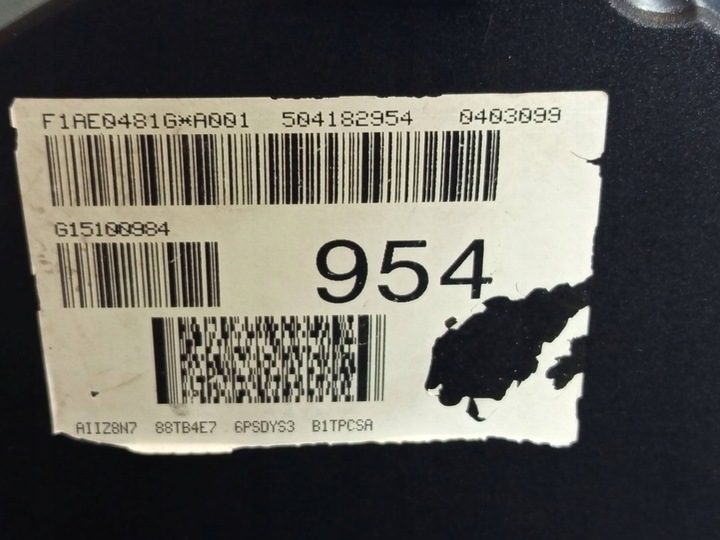 F1AE0481G*A001 504182954 0403099
G15100984
954
AIIZ8N7 88TB4E7 6PSDYS3 B1TPCSA